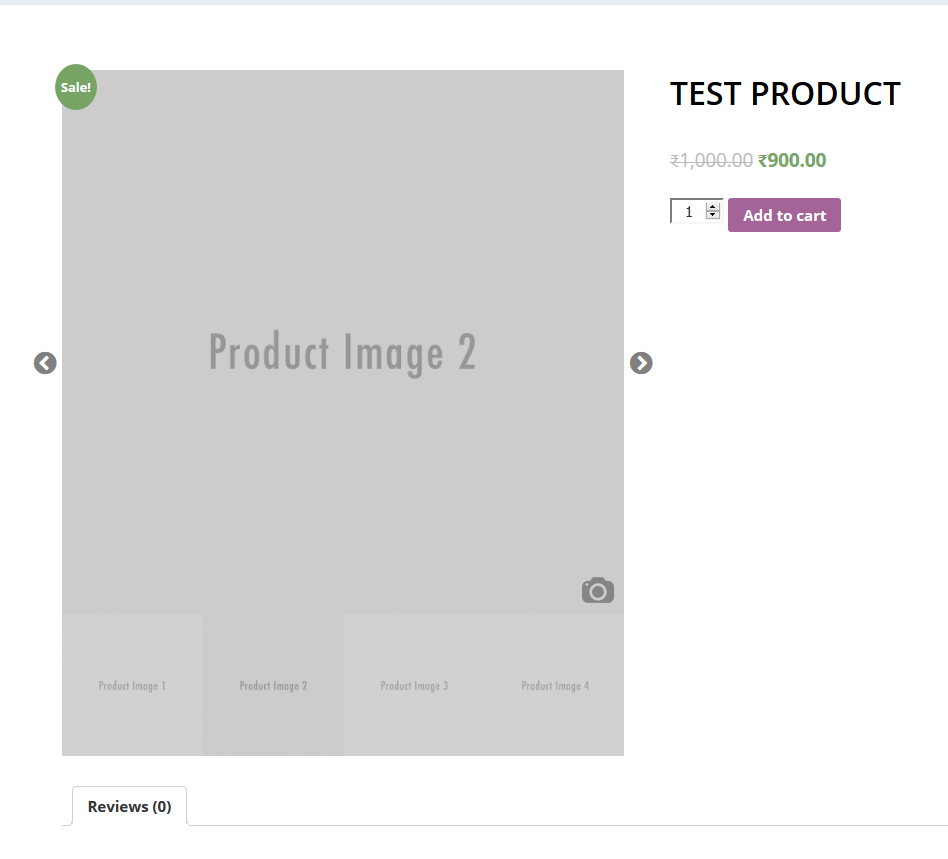 Sale!
TEST PRODUCT
₹1,000.00 ₹900.00
1
Add to cart
Product Image 2
Product Image 1
Product Image 2
Product Image 3
Product Image 4
Reviews (0)